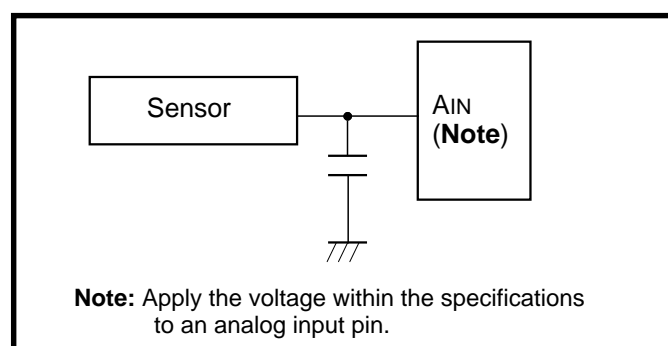 Sensor
AIN
(Note)
Note: Apply the voltage within the specifications
to an analog input pin.